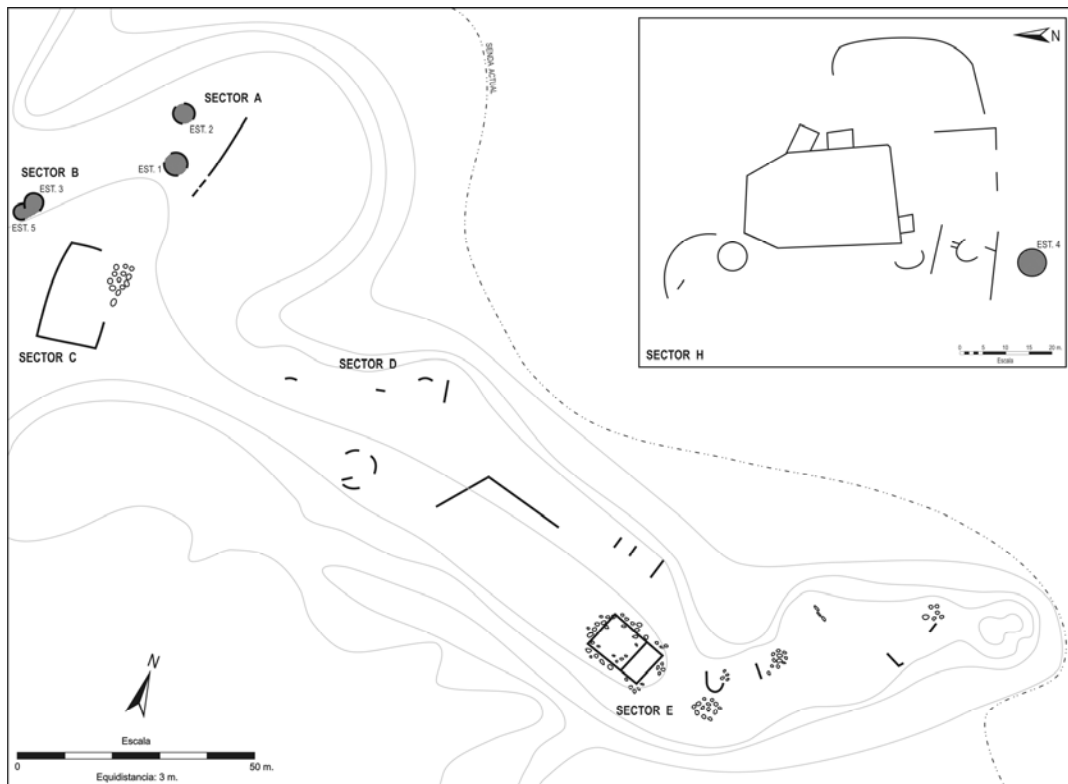 SENDA ACTUAL
N
SECTOR A
EST. 2
EST. 1
SECTOR B
EST. 3
EST. 5
EST. 4
SECTOR H
0 5 10 15 20 m.
Escala
SECTOR C
SECTOR D
SECTOR E
N
Escala
0 50 m.
Equidistancia: 3 m.